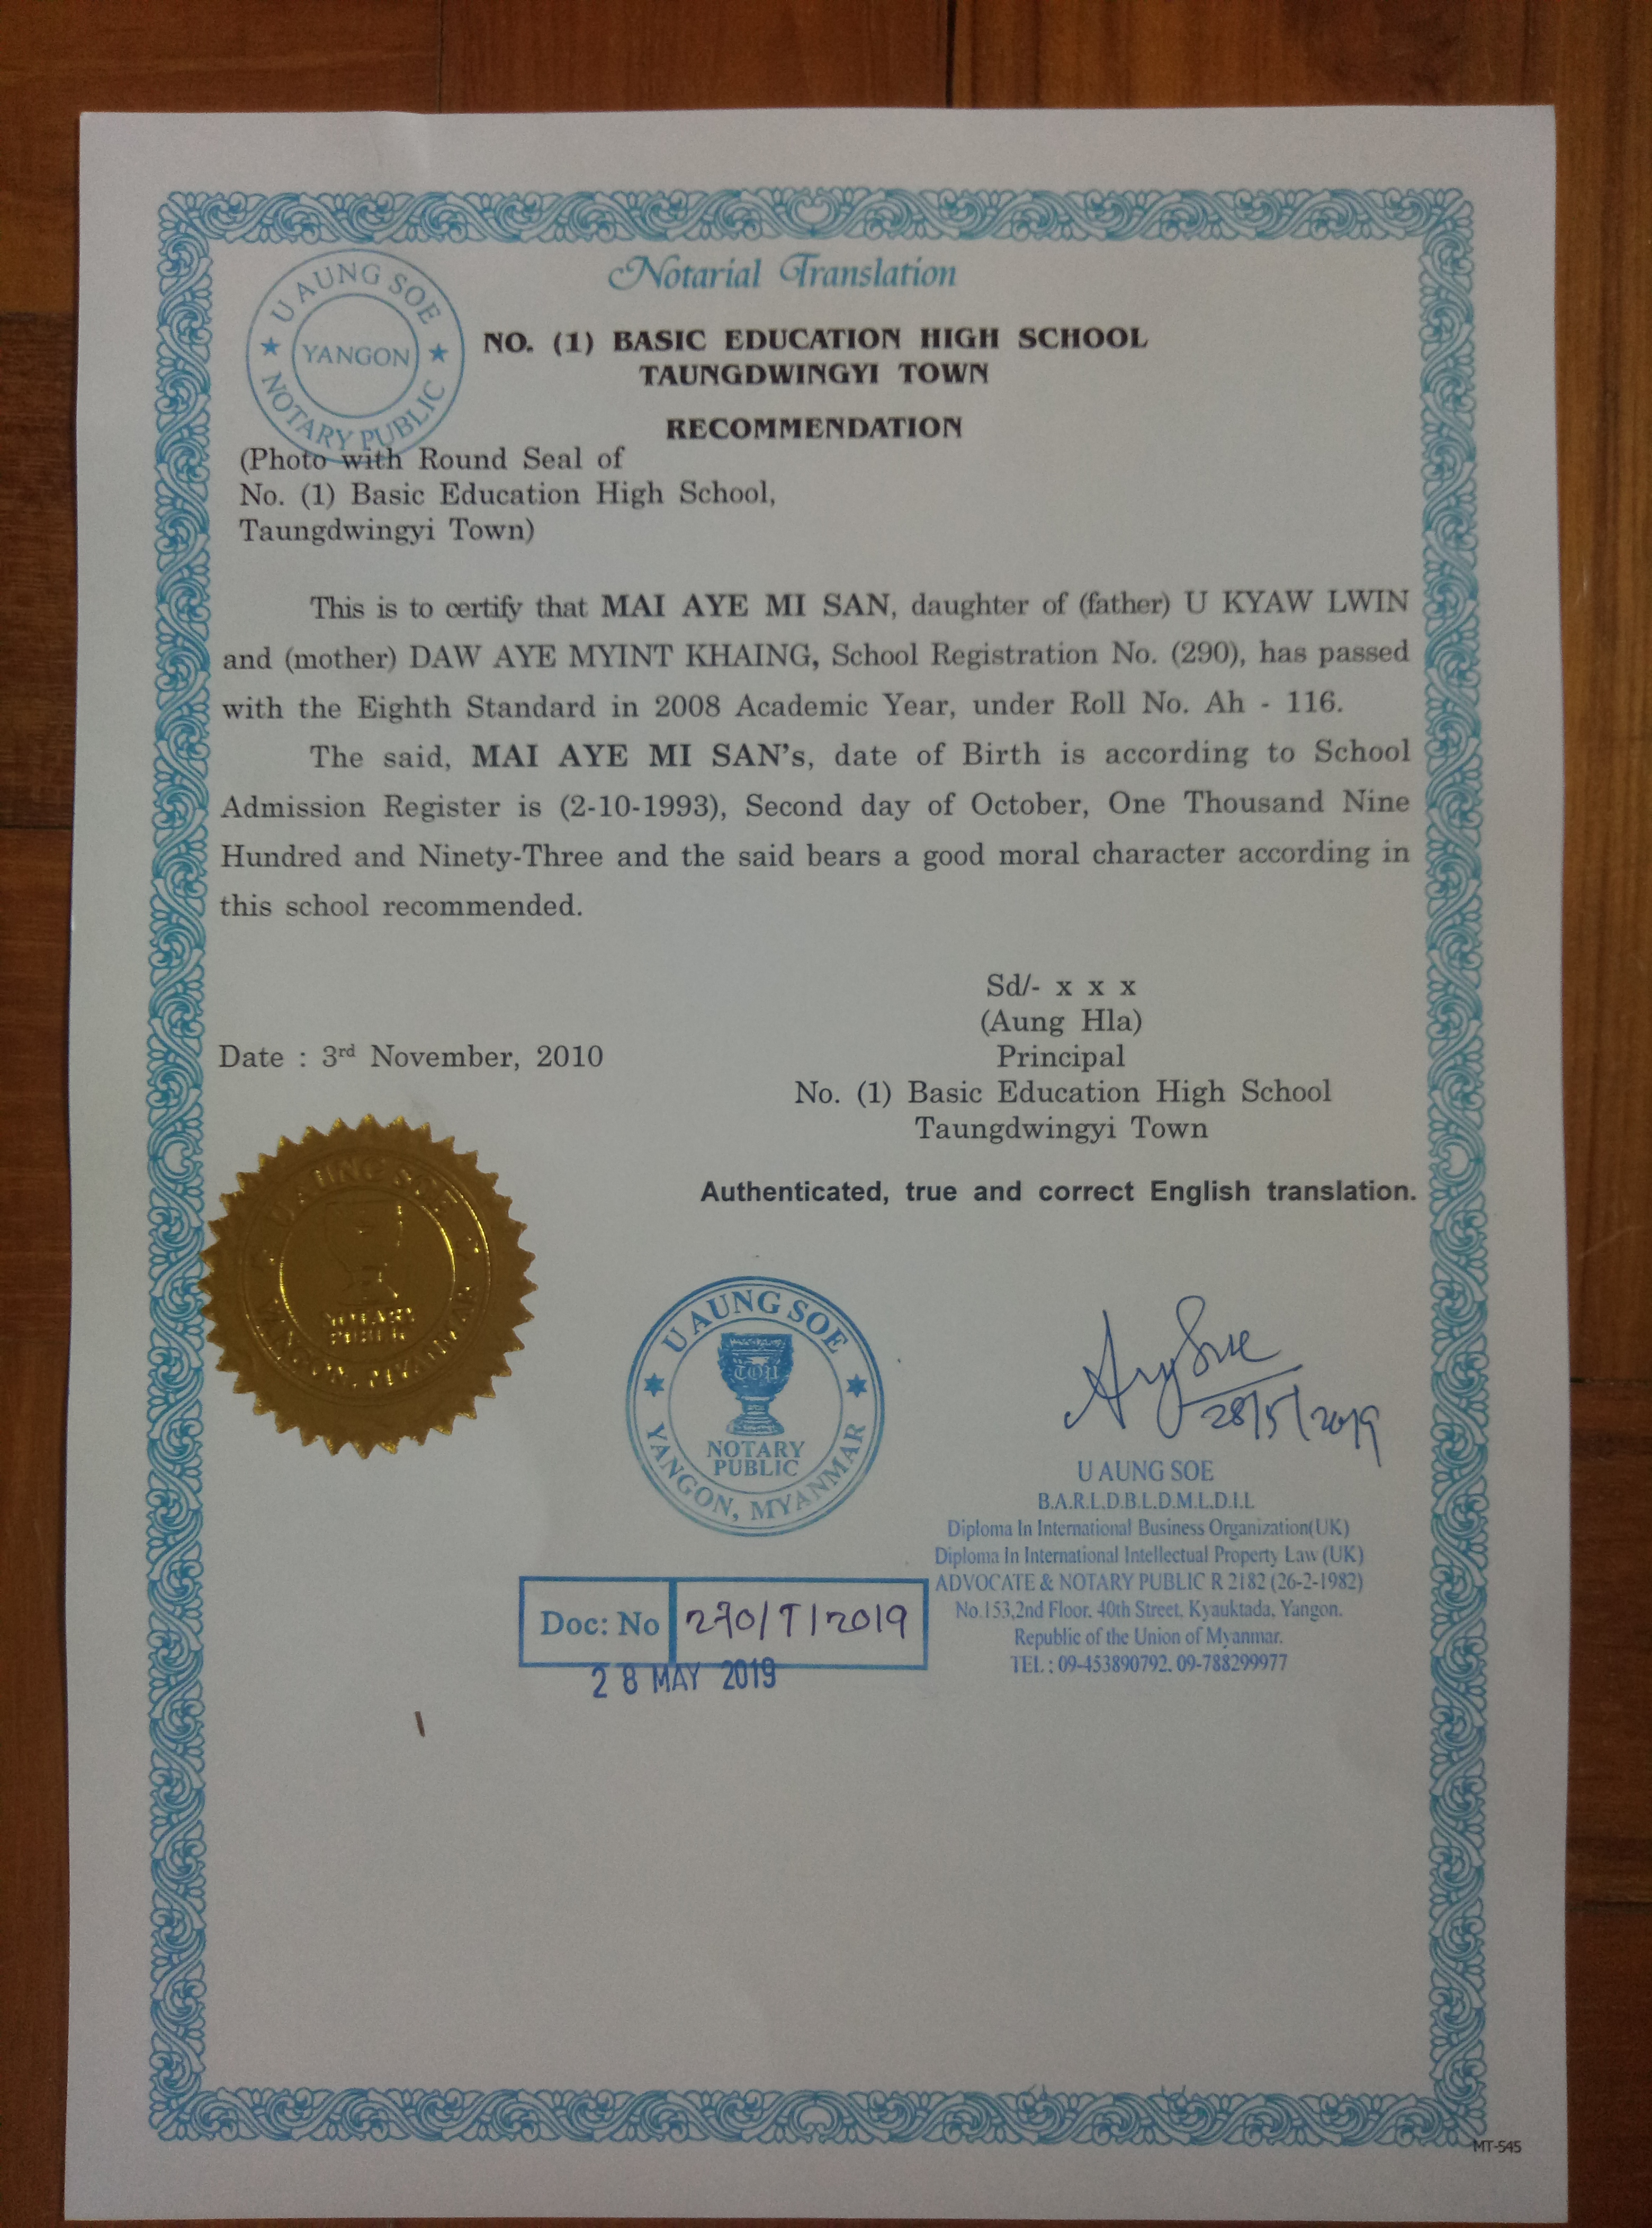 Notarial Translation
U AUNG SOE
YANGON
NOTARY PUBLIC
NO. (1) BASIC EDUCATION HIGH SCHOOL
TAUNGDWINGYI TOWN
RECOMMENDATION
(Photo with Round Seal of
No. (1) Basic Education High School,
Taungdwingyi Town)
This is to certify that MAI AYE MI SAN, daughter of (father) U KYAW LWIN
and (mother) DAW AYE MYINT KHAING, School Registration No. (290), has passed
with the Eighth Standard in 2008 Academic Year, under Roll No. Ah - 116.
The said, MAI AYE MI SAN's, date of Birth is according to School
Admission Register is (2-10-1993), Second day of October, One Thousand Nine
Hundred and Ninety-Three and the said bears a good moral character according in
this school recommended.
Sd/- x x x
(Aung Hla)
Date : 3rd November, 2010
Principal
No. (1) Basic Education High School
Taungdwingyi Town
Authenticated, true and correct English translation.
U AUNG SOE
NOTARY
PUBLIC
YANGON, MYANMAR
U AUNG SOE
NOTARY
PUBLIC
YANGON, MYANMAR
Aung Soe
28/5/2019
U AUNG SOE
B.A.R.L,D.B.L.D.M.L.D.I.L
Diploma In International Business Organization(UK)
Diploma In International Intellectual Property Law (UK)
ADVOCATE & NOTARY PUBLIC R 2182 (26-2-1982)
No.153,2nd Floor, 40th Street, Kyauktada, Yangon.
Republic of the Union of Myanmar.
TEL : 09-453890792, 09-788299977
Doc: No 270/T/2019
28 MAY 2019
MT-545